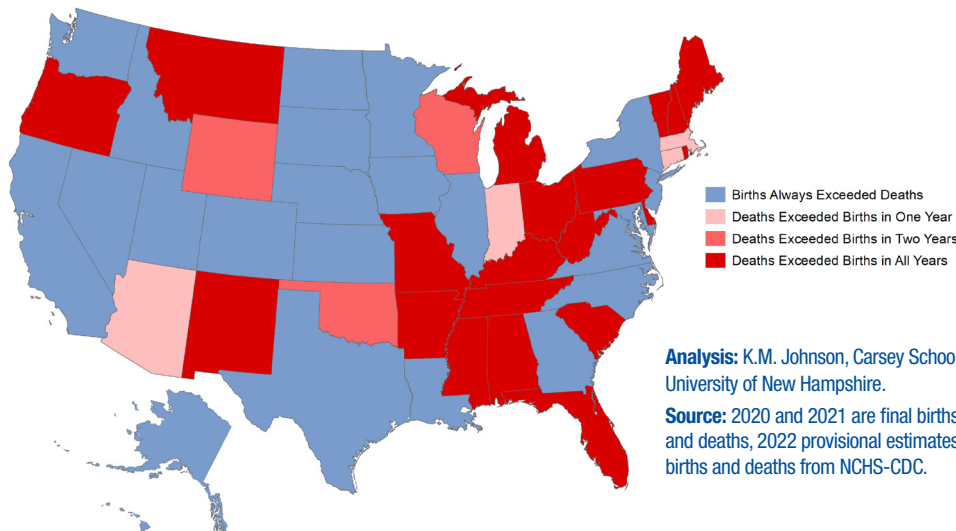 Births Always Exceeded Deaths
Deaths Exceeded Births in One Year
Deaths Exceeded Births in Two Years
Deaths Exceeded Births in All Years
Analysis: K.M. Johnson, Carsey Schoo
University of New Hampshire.
Source: 2020 and 2021 are final births
and deaths, 2022 provisional estimates
births and deaths from NCHS-CDC.